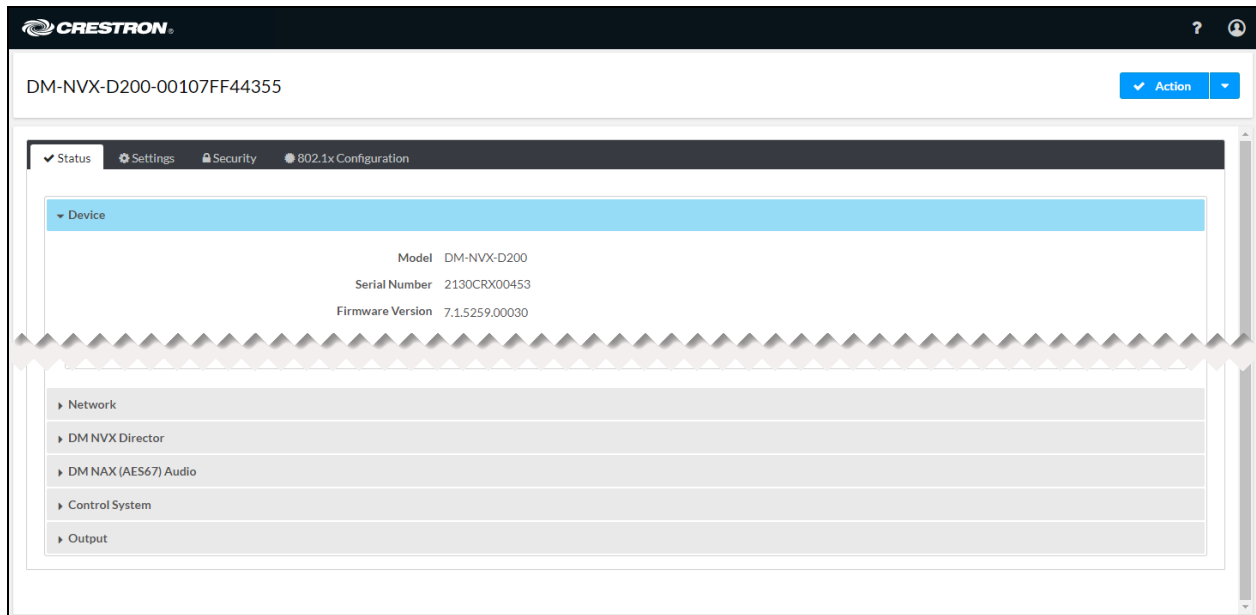 CRESTRON®
?
DM-NVX-D200-00107FF44355
Action
Status Settings Security 802.1x Configuration
Device
Model DM-NVX-D200
Serial Number 2130CRX00453
Firmware Version 7.1.5259.00030
Network
DM NVX Director
DM NAX (AES67) Audio
Control System
Output